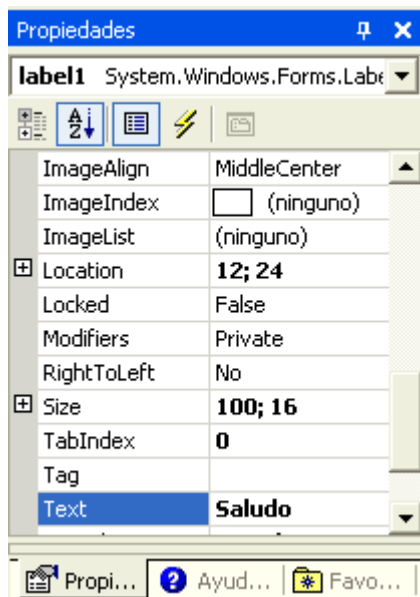 Propiedades
label1 System.Windows.Forms.Labe
ImageAlign MiddleCenter
ImageIndex (ninguno)
ImageList (ninguno)
Location 12; 24
Locked False
Modifiers Private
RightToLeft No
Size 100; 16
TabIndex 0
Tag
Text Saludo
Propi... Ayud... Favo...